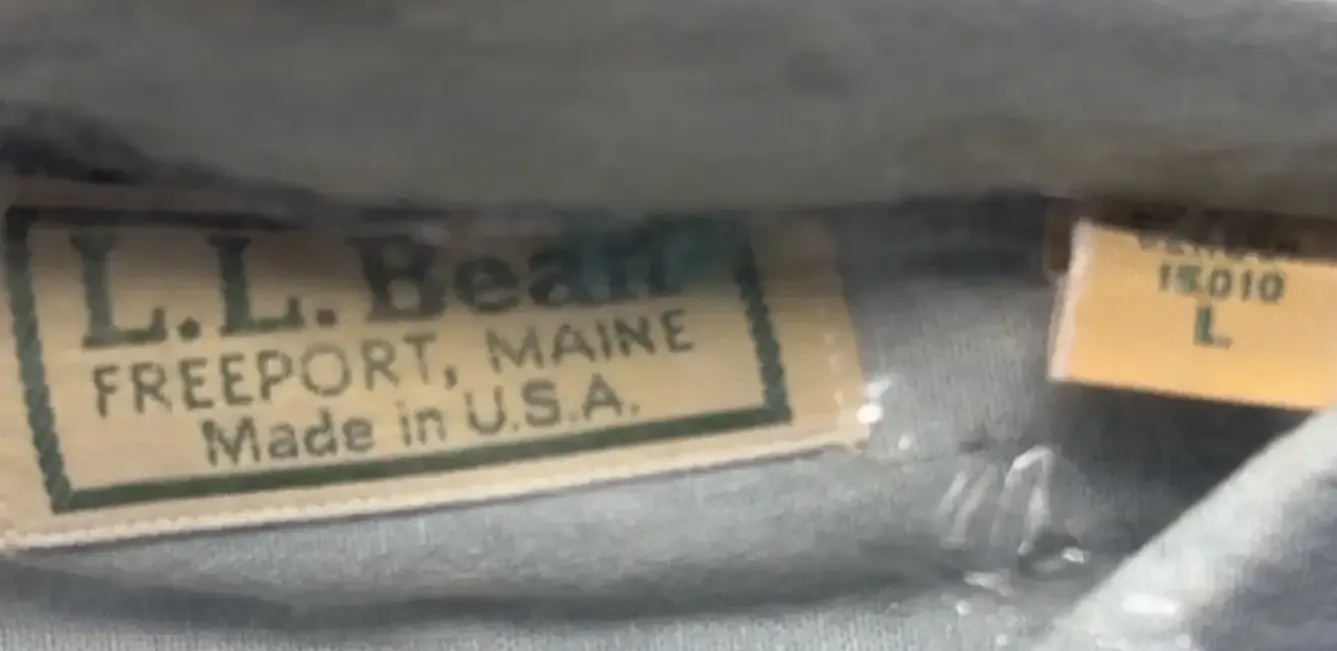 L.L.Bean
FREEPORT, MAINE
Made in U.S.A.
15010
L